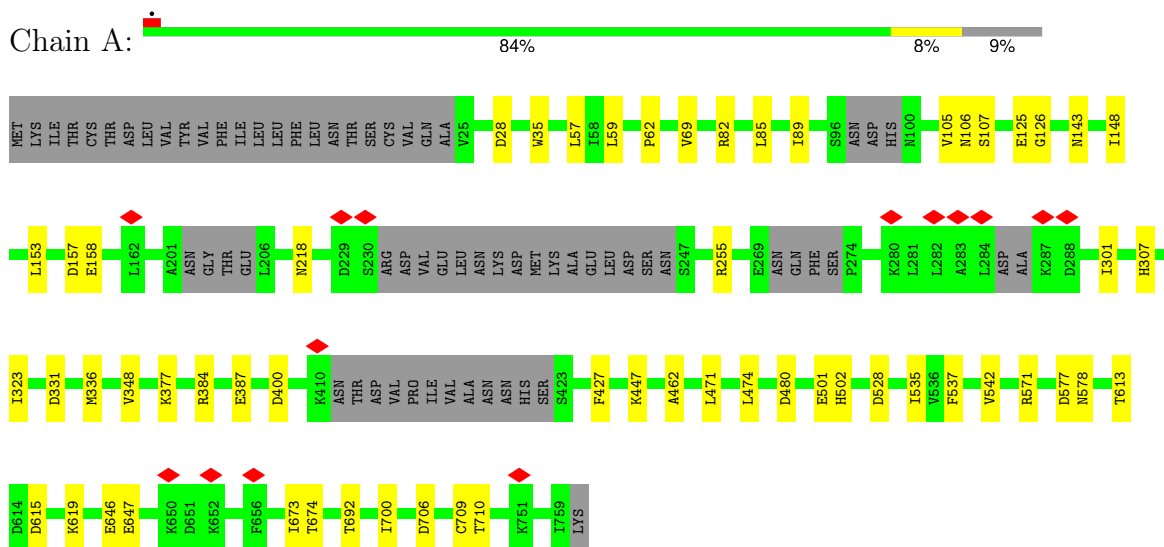 Chain A:
84% 8% 9%
MET LYS ILE THR CYS THR ASP LEU VAL TYR VAL PHE ILE LEU LEU PHE LEU ASN THR SER CYS VAL GLN ALA V25 D28 W35 L57 I58 L59 P62 V69 R82 L85 I89 S96 ASN ASP HIS N100 V105 N106 S107 E125 G126 N143 I148
L153 D157 E158 L162 A201 ASN GLY THR GLU L206 N218 D229 S230 ARG ASP VAL GLU LEU ASN LYS ASP MET LYS ALA GLU LEU ASP SER ASN S247 R255 E269 ASN GLN PHE SER P274 K280 L281 L282 A283 L284 ASP ALA K287 D288 I301 H307
I323 D331 M336 V348 K377 R384 E387 D400 K410 ASN THR ASP VAL PRO ILE VAL ALA ASN ASN HIS SER S423 F427 K447 A462 L471 L474 D480 E501 H502 D528 I535 V536 F537 V542 R571 D577 N578 T613
D614 D615 K619 E646 E647 K650 D651 K652 F656 I673 T674 T692 I700 D706 C709 T710 K751 I759 LYS